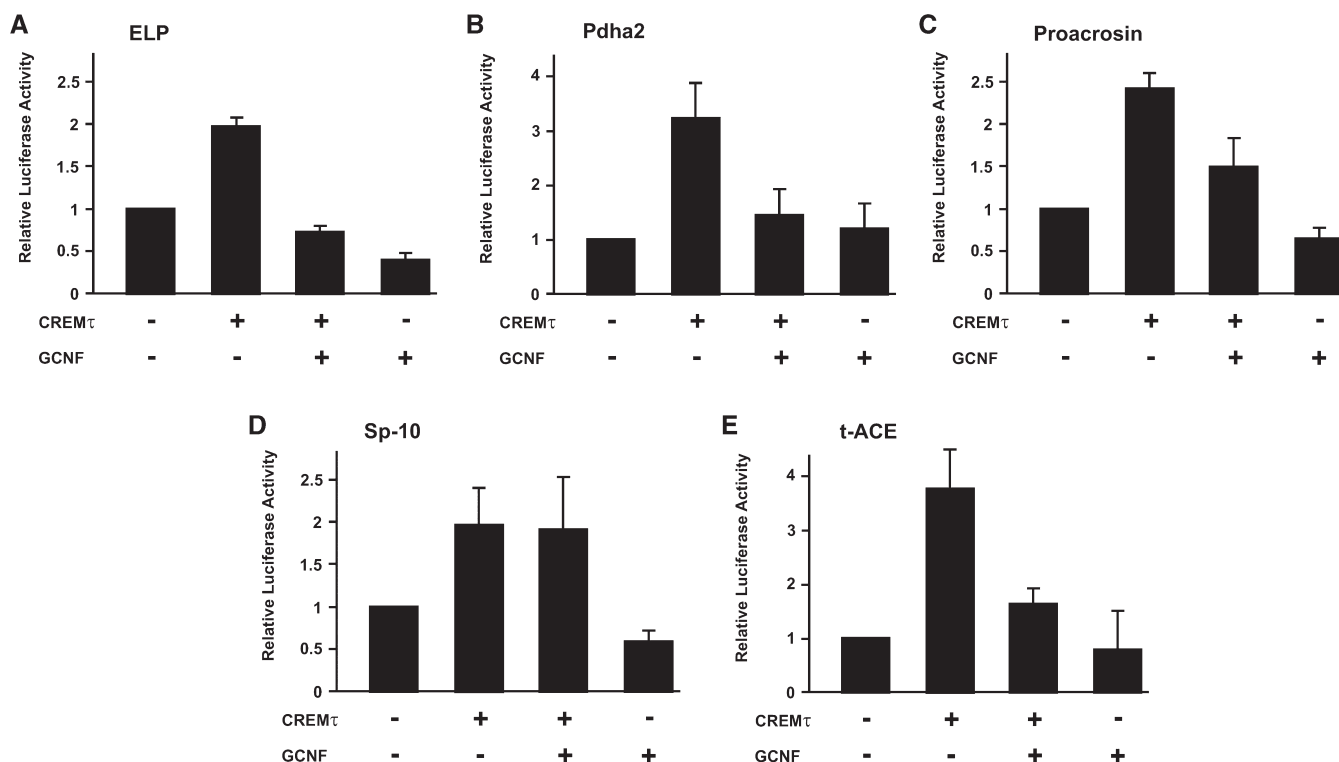 A
ELP
Relative Luciferase Activity
2.5
2
1.5
1
0.5
0
CREMτ - + + -
GCNF - - + +
B
Pdha2
Relative Luciferase Activity
4
3
2
1
0
CREMτ - + + -
GCNF - - + +
C
Proacrosin
Relative Luciferase Activity
2.5
2
1.5
1
0.5
0
CREMτ - + + -
GCNF - - + +
D
Sp-10
Relative Luciferase Activity
2.5
2
1.5
1
0.5
0
CREMτ - + + -
GCNF - - + +
E
t-ACE
Relative Luciferase Activity
4
3
2
1
0
CREMτ - + + -
GCNF - - + +